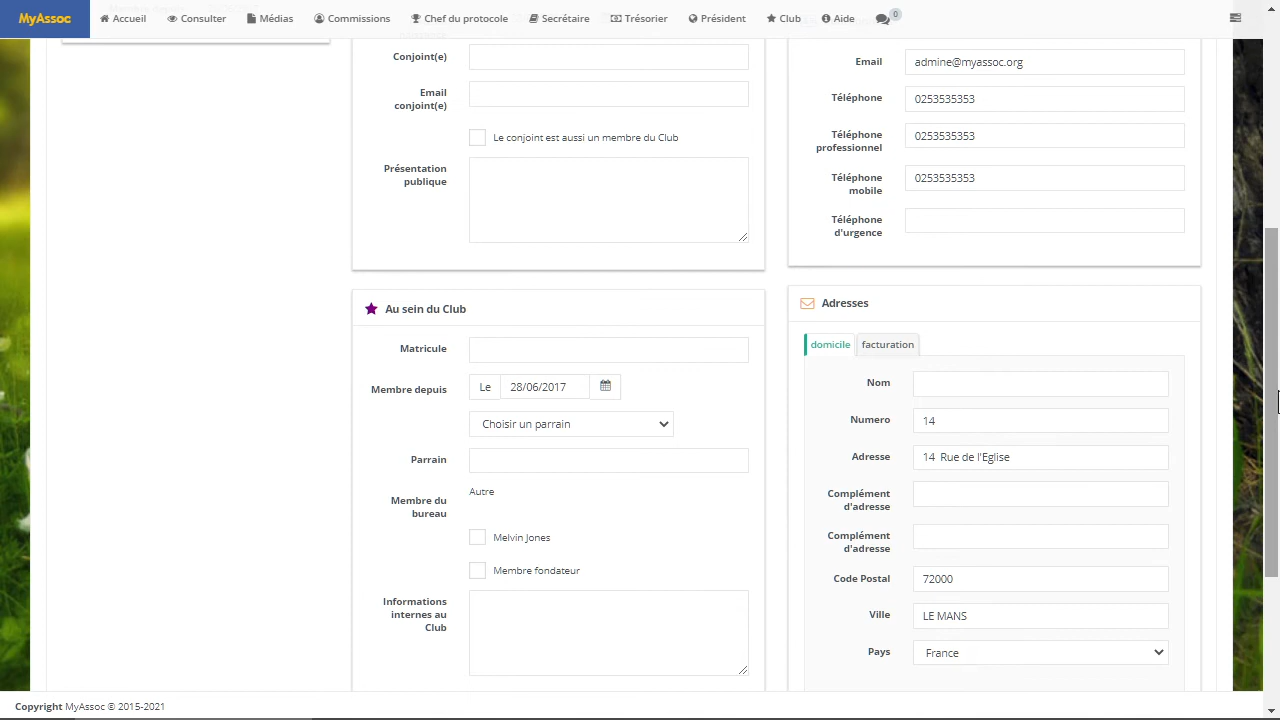 MyAssoc
Accueil
Consulter
Médias
Commissions
Chef du protocole
Secrétaire
Trésorier
Président
Club
Aide
0
Conjoint(e)
Email
conjoint(e)
Le conjoint est aussi un membre du Club
Présentation
publique
Email
admine@myassoc.org
Téléphone
0253535353
Téléphone
professionnel
0253535353
Téléphone
mobile
0253535353
Téléphone
d'urgence
Au sein du Club
Matricule
Membre depuis
Le
28/06/2017
Choisir un parrain
Parrain
Membre du
bureau
Autre
Melvin Jones
Membre fondateur
Informations
internes au
Club
Adresses
domicile
facturation
Nom
Numero
14
Adresse
14 Rue de l'Eglise
Complément
d'adresse
Complément
d'adresse
Code Postal
72000
Ville
LE MANS
Pays
France
Copyright MyAssoc © 2015-2021